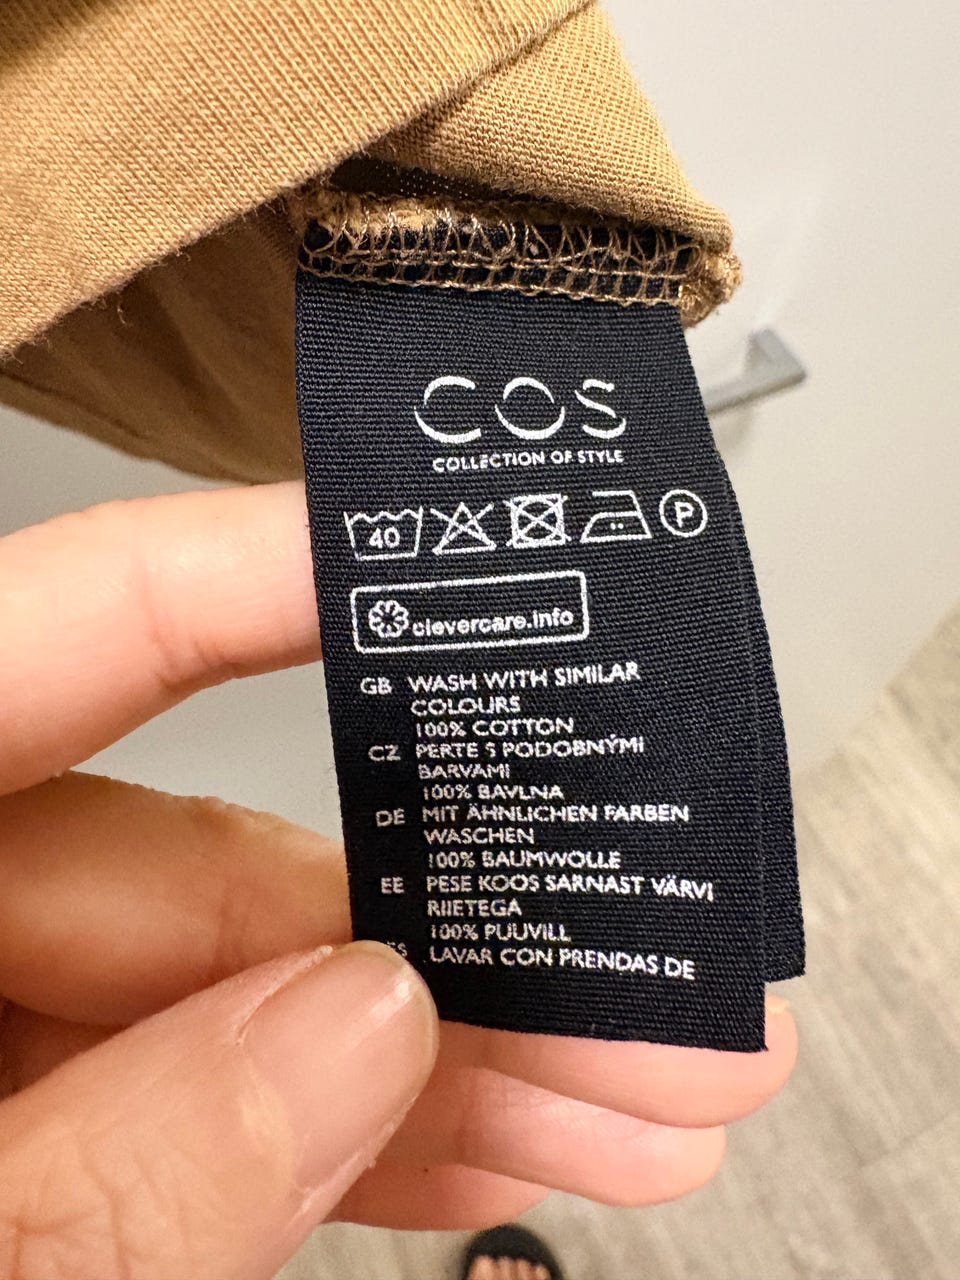 COS
COLLECTION OF STYLE
40
P
clevercare.info
GB WASH WITH SIMILAR
COLOURS
100% COTTON
CZ PERTE S PODOBNÝMI
BARVAMI
100% BAVLNA
DE MIT ÄHNLICHEN FARBEN
WASCHEN
100% BAUMWOLLE
EE PESE KOOS SARNAST VÄRVI
RIIETEGA
100% PUUVILL
ES LAVAR CON PRENDAS DE